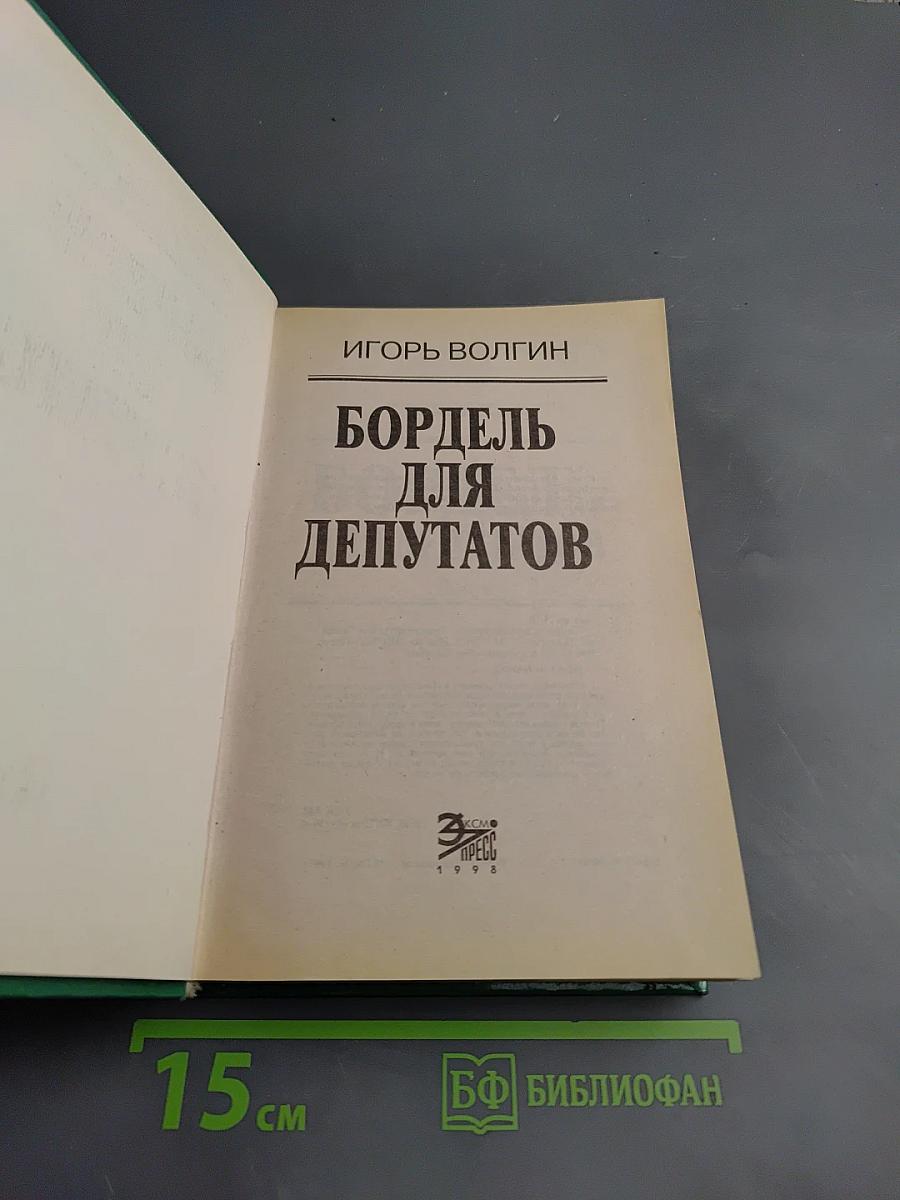 ИГОРЬ ВОЛГИН
БОРДЕЛЬ
ДЛЯ
ДЕПУТАТОВ
ЭКСМО
ПРЕСС
1998
15 см
БФ БИБЛИОФАН